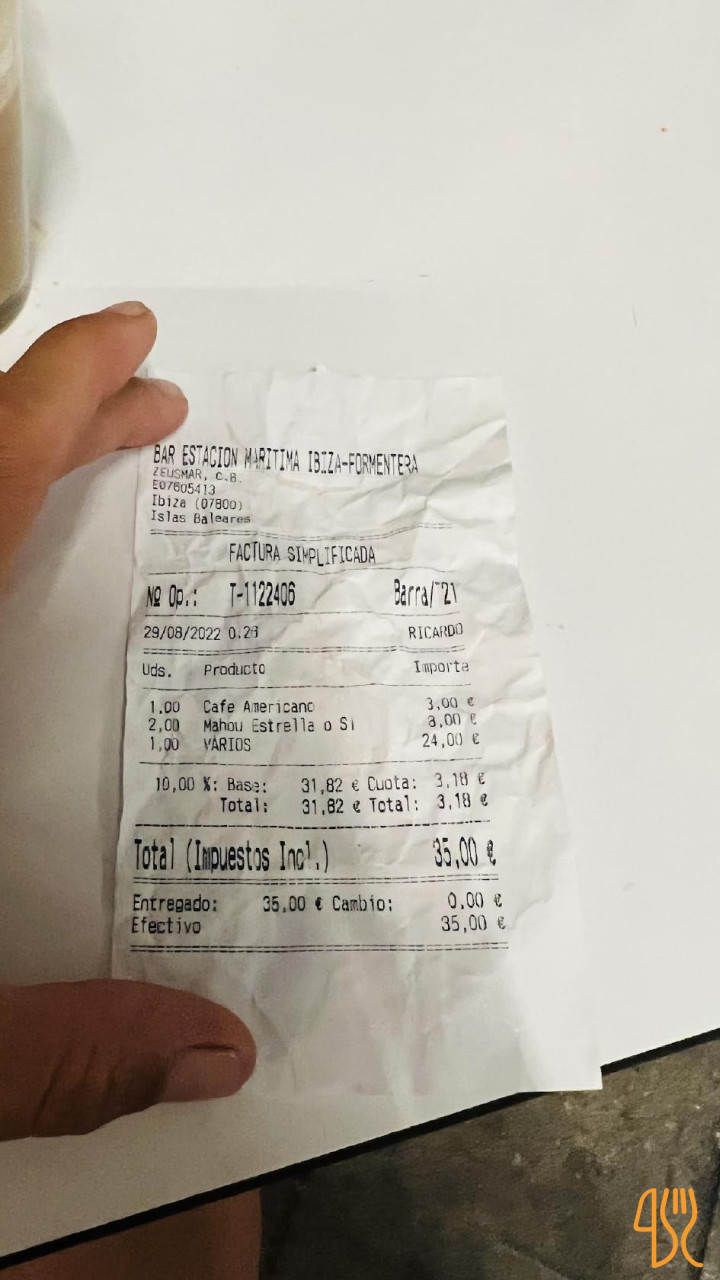 BAR ESTACION MARITIMA IBIZA-FORMENTERA
ZEUSMAR, C.B.
E07605413
Ibiza (07800)
Islas Baleares
FACTURA SIMPLIFICADA
Nº Op.: T-1122406 Barra/"21
29/08/2022 0:28 RICARDO
Uds. Producto Importe
1.00 Cafe Americano 3,00 €
2,00 Mahou Estrella o Si 8,00 €
1,00 VARIOS 24,00 €
10,00 %: Base: 31,82 € Cuota: 3,18 €
Total: 31,82 € Total: 3,18 €
Total (Impuestos Incl.) 35,00 €
Entregado: 35,00 € Cambio: 0,00 €
Efectivo 35,00 €